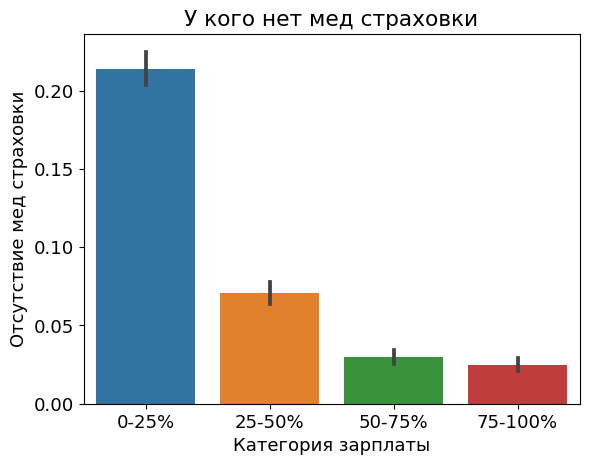 У кого нет мед страховки
Отсутствие мед страховки
0.20
0.15
0.10
0.05
0.00
0-25% 25-50% 50-75% 75-100%
Категория зарплаты